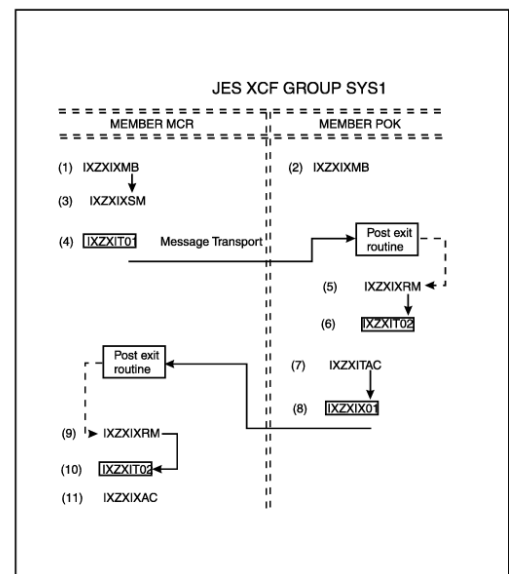 JES XCF GROUP SYS1
MEMBER MCR
MEMBER POK
(1) IXZXIXMB
(2) IXZXIXMB
(3) IXZXIXSM
(4) IXZXIT01 Message Transport
Post exit
routine
(5) IXZXIXRM
(6) IXZXIT02
(7) IXZXITAC
(8) IXZXIX01
Post exit
routine
(9) IXZXIXRM
(10) IXZXIT02
(11) IXZXIXAC